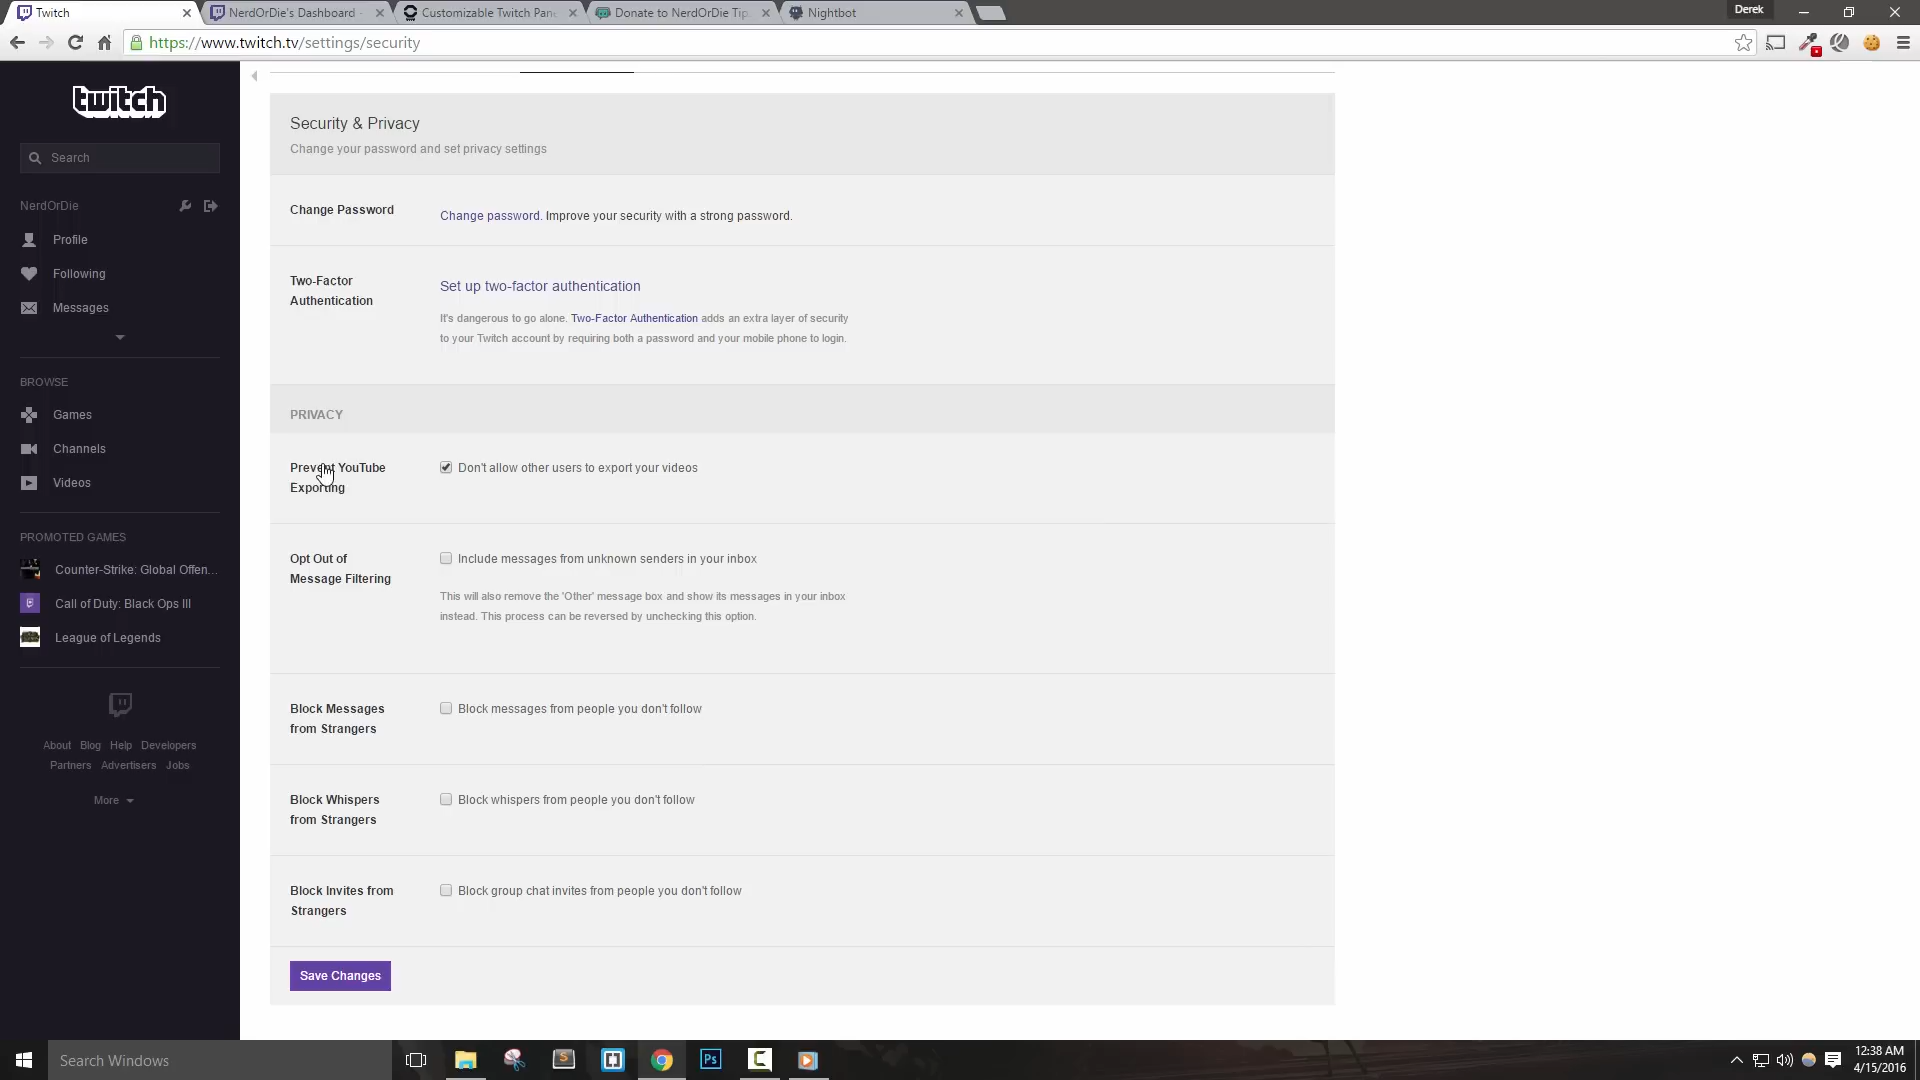 Twitch
NerdOrDie's Dashboard
Customizable Twitch Pan
Donate to NerdOrDie Tip
Nightbot
Derek
https://www.twitch.tv/settings/security
twitch
Search
NerdOrDie
Profile
Following
Messages
BROWSE
Games
Channels
Videos
PROMOTED GAMES
Counter-Strike: Global Offen...
Call of Duty: Black Ops III
League of Legends
About Blog Help Developers
Partners Advertisers Jobs
More
Security & Privacy
Change your password and set privacy settings
Change Password
Change password. Improve your security with a strong password.
Two-Factor
Authentication
Set up two-factor authentication
It's dangerous to go alone. Two-Factor Authentication adds an extra layer of security
to your Twitch account by requiring both a password and your mobile phone to login.
PRIVACY
Prevent YouTube
Exporting
Don't allow other users to export your videos
Opt Out of
Message Filtering
Include messages from unknown senders in your inbox
This will also remove the 'Other' message box and show its messages in your inbox
instead. This process can be reversed by unchecking this option.
Block Messages
from Strangers
Block messages from people you don't follow
Block Whispers
from Strangers
Block whispers from people you don't follow
Block Invites from
Strangers
Block group chat invites from people you don't follow
Save Changes
Search Windows
Ps
12:38 AM
4/15/2016